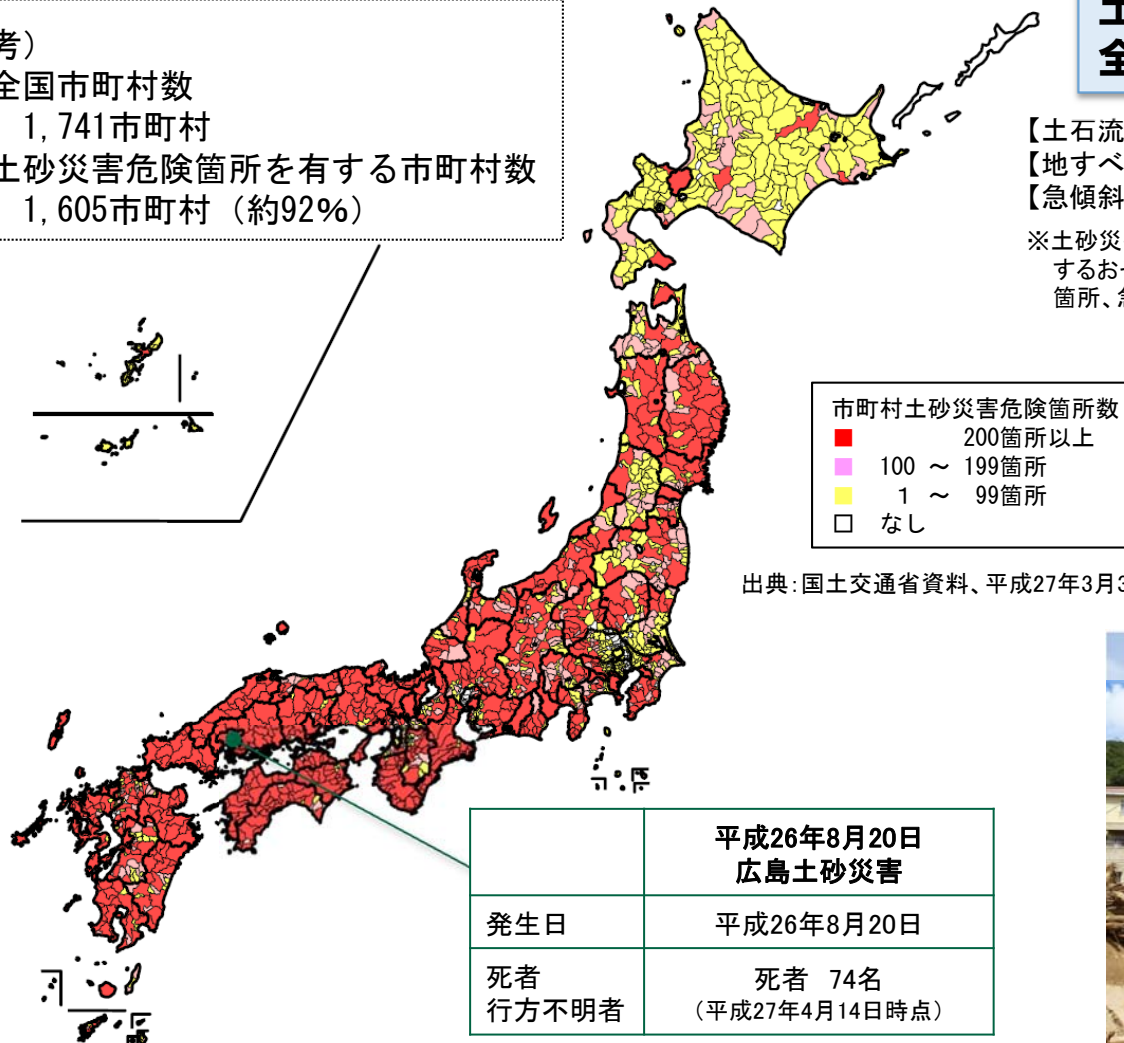 考）
全国市町村数
1,741市町村
土砂災害危険箇所を有する市町村数
1,605市町村（約92%）
土
全
【土石流
【地すべ
【急傾斜
※土砂災
するおそ
箇所、急
市町村土砂災害危険箇所数
200箇所以上
100 ～ 199箇所
1 ～ 99箇所
なし
出典：国土交通省資料、平成27年3月3
平成26年8月20日
広島土砂災害
発生日
平成26年8月20日
死者
行方不明者
死者 74名
（平成27年4月14日時点）